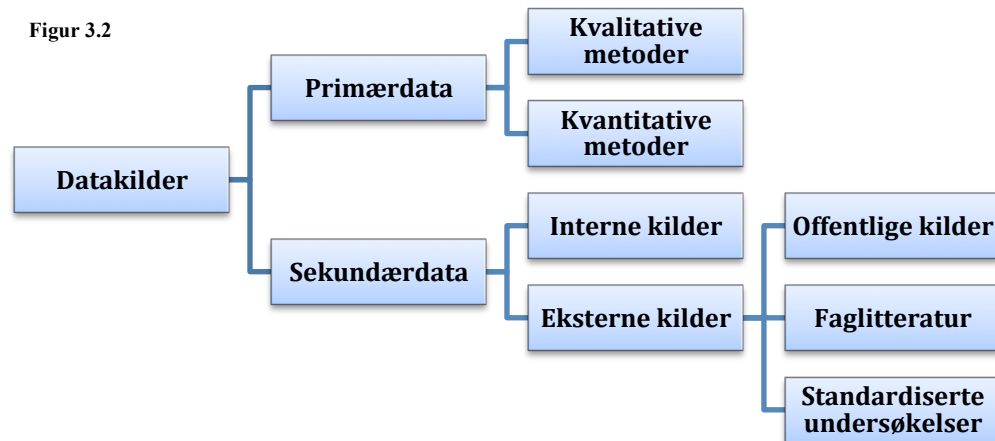 Figur 3.2
Datakilder
Primærdata
Kvalitative
metoder
Kvantitative
metoder
Sekundærdata
Interne kilder
Eksterne kilder
Offentlige kilder
Faglitteratur
Standardiserte
undersøkelser